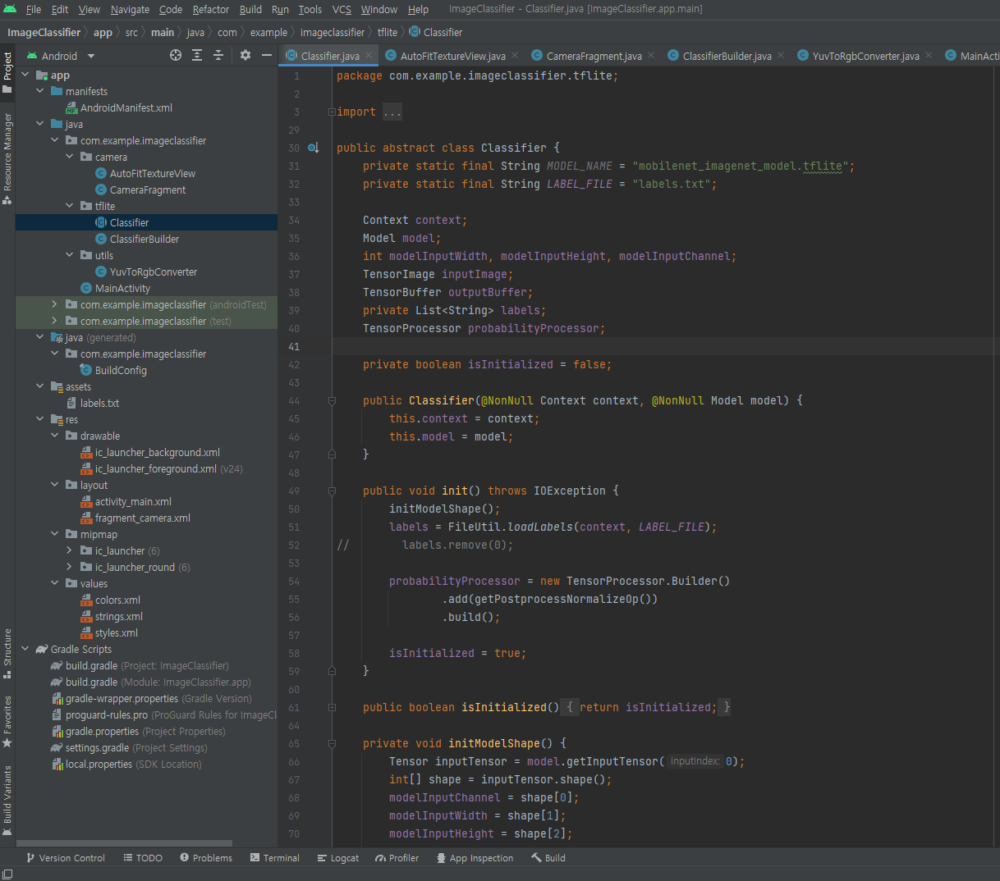 File Edit View Navigate Code Refactor Build Run Tools VCS Window Help ImageClassifier - Classifier.java [ImageClassifier.app.main]
ImageClassifier app src main java com example imageclassifier tflite Classifier
Android
Classifier.java AutoFitTextureView.java CameraFragment.java ClassifierBuilder.java YuvToRgbConverter.java MainActi
Project
Resource Manager
Structure
Favorites
Build Variants
app
manifests
AndroidManifest.xml
java
com.example.imageclassifier
camera
AutoFitTextureView
CameraFragment
tflite
Classifier
ClassifierBuilder
utils
YuvToRgbConverter
MainActivity
com.example.imageclassifier (androidTest)
com.example.imageclassifier (test)
java (generated)
com.example.imageclassifier
BuildConfig
assets
labels.txt
res
drawable
ic_launcher_background.xml
ic_launcher_foreground.xml (v24)
layout
activity_main.xml
fragment_camera.xml
mipmap
ic_launcher (6)
ic_launcher_round (6)
values
colors.xml
strings.xml
styles.xml
Gradle Scripts
build.gradle (Project: ImageClassifier)
build.gradle (Module: ImageClassifier.app)
gradle-wrapper.properties (Gradle Version)
proguard-rules.pro (ProGuard Rules for ImageCl
gradle.properties (Project Properties)
settings.gradle (Project Settings)
local.properties (SDK Location)
1 package com.example.imageclassifier.tflite;
2
3 import ...
29
30 public abstract class Classifier {
31 private static final String MODEL_NAME = "mobilenet_imagenet_model.tflite";
32 private static final String LABEL_FILE = "labels.txt";
33
34 Context context;
35 Model model;
36 int modelInputWidth, modelInputHeight, modelInputChannel;
37 TensorImage inputImage;
38 TensorBuffer outputBuffer;
39 private List<String> labels;
40 TensorProcessor probabilityProcessor;
41
42 private boolean isInitialized = false;
43
44 public Classifier(@NonNull Context context, @NonNull Model model) {
45 this.context = context;
46 this.model = model;
47 }
48
49 public void init() throws IOException {
50 initModelShape();
51 labels = FileUtil.loadLabels(context, LABEL_FILE);
52 // labels.remove(0);
53
54 probabilityProcessor = new TensorProcessor.Builder()
55 .add(getPostprocessNormalizeOp())
56 .build();
57
58 isInitialized = true;
59 }
60
61 public boolean isInitialized() { return isInitialized; }
64
65 private void initModelShape() {
66 Tensor inputTensor = model.getInputTensor( inputIndex: 0);
67 int[] shape = inputTensor.shape();
68 modelInputChannel = shape[0];
69 modelInputWidth = shape[1];
70 modelInputHeight = shape[2];
Version Control TODO Problems Terminal Logcat Profiler App Inspection Build